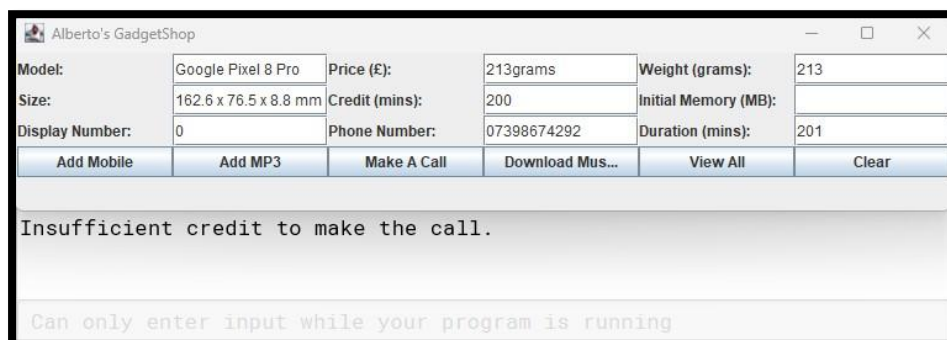 Alberto's GadgetShop
Model: Google Pixel 8 Pro Price (£): 213grams Weight (grams): 213
Size: 162.6 x 76.5 x 8.8 mm Credit (mins): 200 Initial Memory (MB):
Display Number: 0 Phone Number: 07398674292 Duration (mins): 201
Add Mobile Add MP3 Make A Call Download Mus... View All Clear
Insufficient credit to make the call.
Can only enter input while your program is running